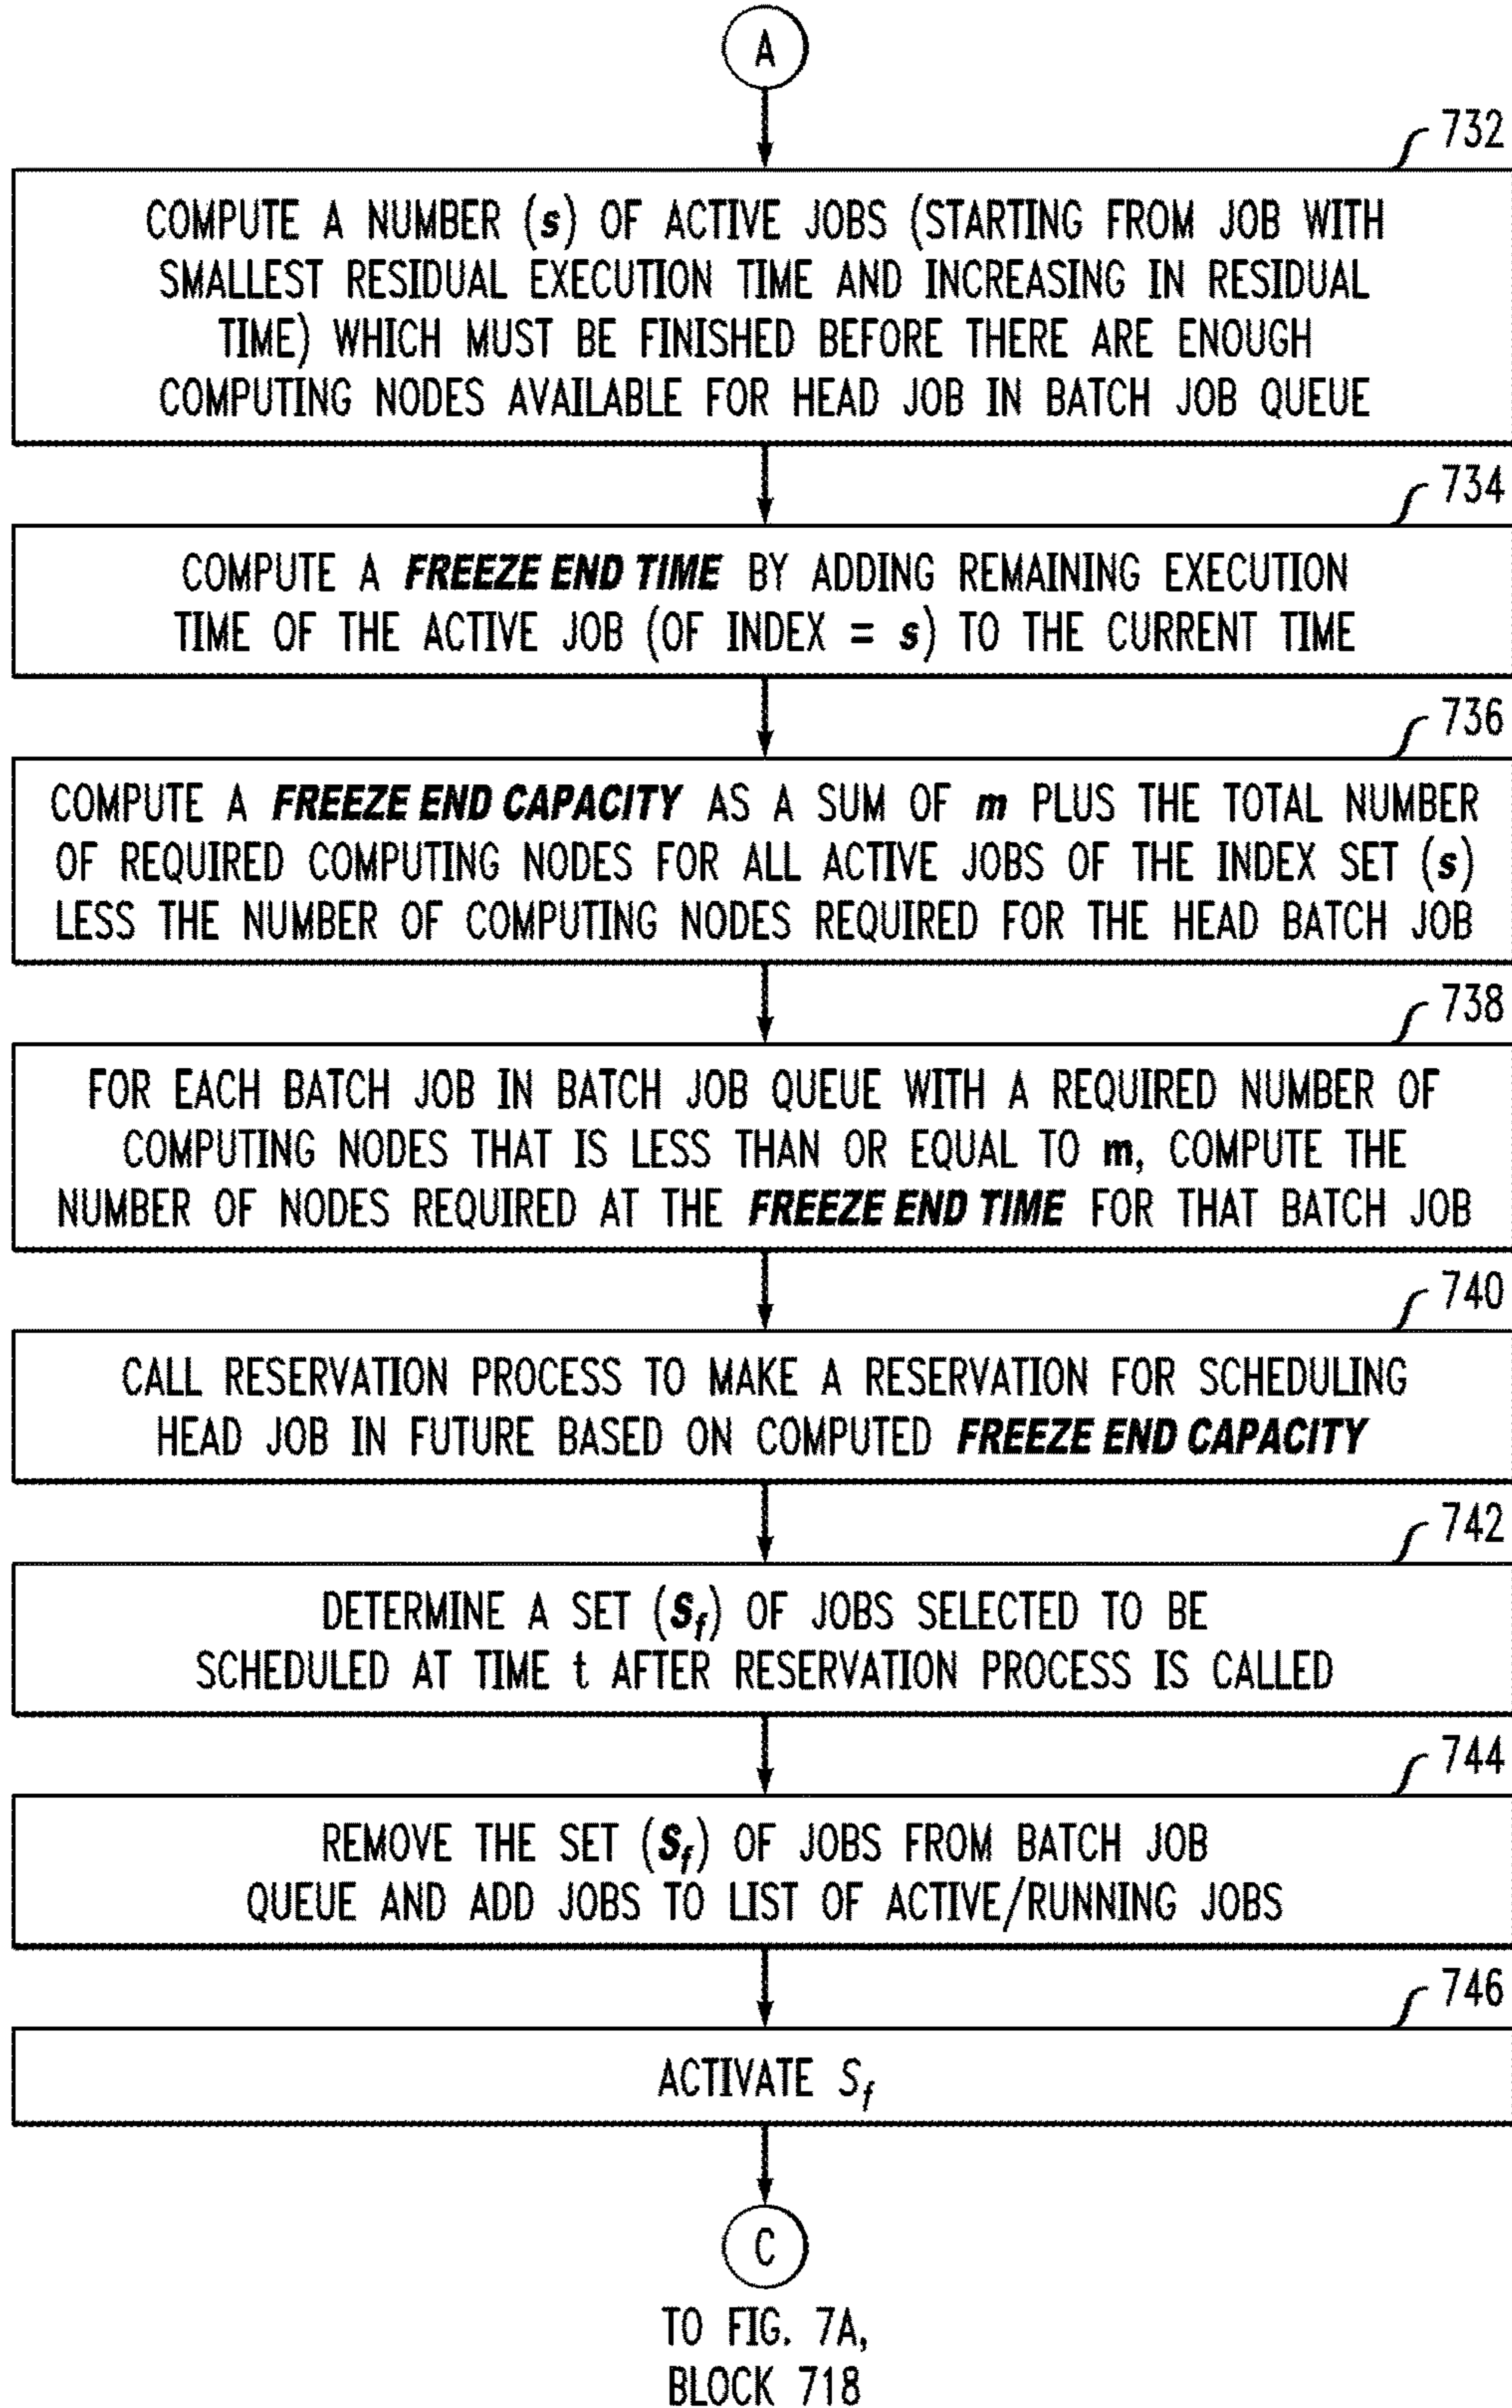 A
732
COMPUTE A NUMBER (s) OF ACTIVE JOBS (STARTING FROM JOB WITH
SMALLEST RESIDUAL EXECUTION TIME AND INCREASING IN RESIDUAL
TIME) WHICH MUST BE FINISHED BEFORE THERE ARE ENOUGH
COMPUTING NODES AVAILABLE FOR HEAD JOB IN BATCH JOB QUEUE
734
COMPUTE A FREEZE END TIME BY ADDING REMAINING EXECUTION
TIME OF THE ACTIVE JOB (OF INDEX = s) TO THE CURRENT TIME
736
COMPUTE A FREEZE END CAPACITY AS A SUM OF m PLUS THE TOTAL NUMBER
OF REQUIRED COMPUTING NODES FOR ALL ACTIVE JOBS OF THE INDEX SET (s)
LESS THE NUMBER OF COMPUTING NODES REQUIRED FOR THE HEAD BATCH JOB
738
FOR EACH BATCH JOB IN BATCH JOB QUEUE WITH A REQUIRED NUMBER OF
COMPUTING NODES THAT IS LESS THAN OR EQUAL TO m, COMPUTE THE
NUMBER OF NODES REQUIRED AT THE FREEZE END TIME FOR THAT BATCH JOB
740
CALL RESERVATION PROCESS TO MAKE A RESERVATION FOR SCHEDULING
HEAD JOB IN FUTURE BASED ON COMPUTED FREEZE END CAPACITY
742
DETERMINE A SET (Sf) OF JOBS SELECTED TO BE
SCHEDULED AT TIME t AFTER RESERVATION PROCESS IS CALLED
744
REMOVE THE SET (Sf) OF JOBS FROM BATCH JOB
QUEUE AND ADD JOBS TO LIST OF ACTIVE/RUNNING JOBS
746
ACTIVATE Sf
C
TO FIG. 7A,
BLOCK 718